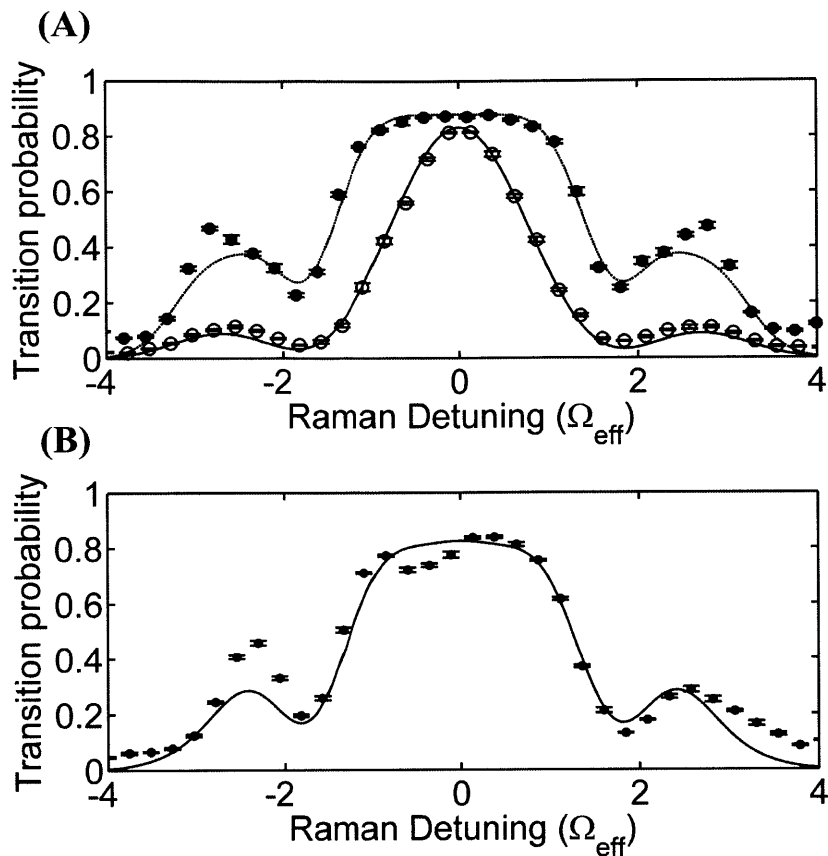 (A)
1
0.8
0.6
0.4
0.2
0
Transition probability
-4 -2 0 2 4
Raman Detuning (Ω_eff)
(B)
1
0.8
0.6
0.4
0.2
0
Transition probability
-4 -2 0 2 4
Raman Detuning (Ω_eff)